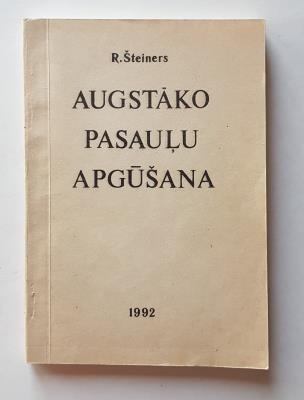 R.Šteiners
AUGSTĀKO
PASAUĻU
APGŪŠANA
1992